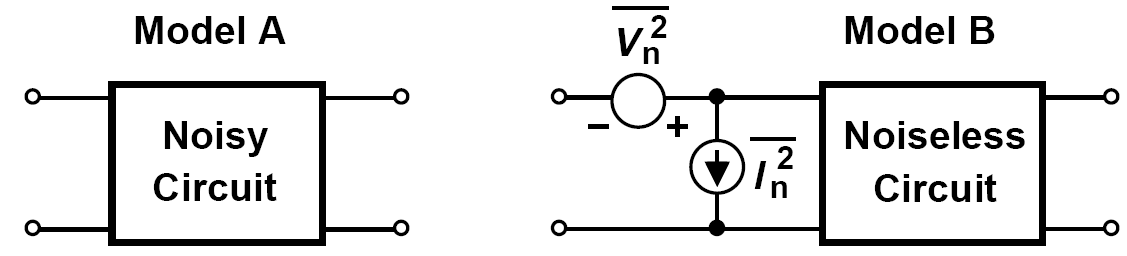 Model A
Noisy
Circuit
Model B
Vn²
− +
In²
Noiseless
Circuit